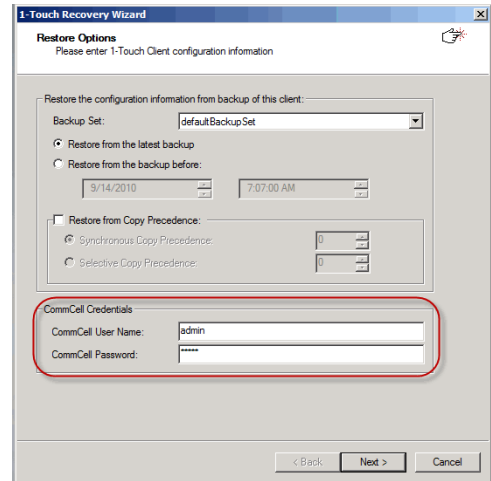 1-Touch Recovery Wizard
Restore Options
Please enter 1-Touch Client configuration information
Restore the configuration information from backup of this client:
Backup Set: defaultBackupSet
Restore from the latest backup
Restore from the backup before:
9/14/2010 7:07:00 AM
Restore from Copy Precedence:
Synchronous Copy Precedence: 0
Selective Copy Precedence: 0
CommCell Credentials
CommCell User Name: admin
CommCell Password: *****
< Back Next > Cancel